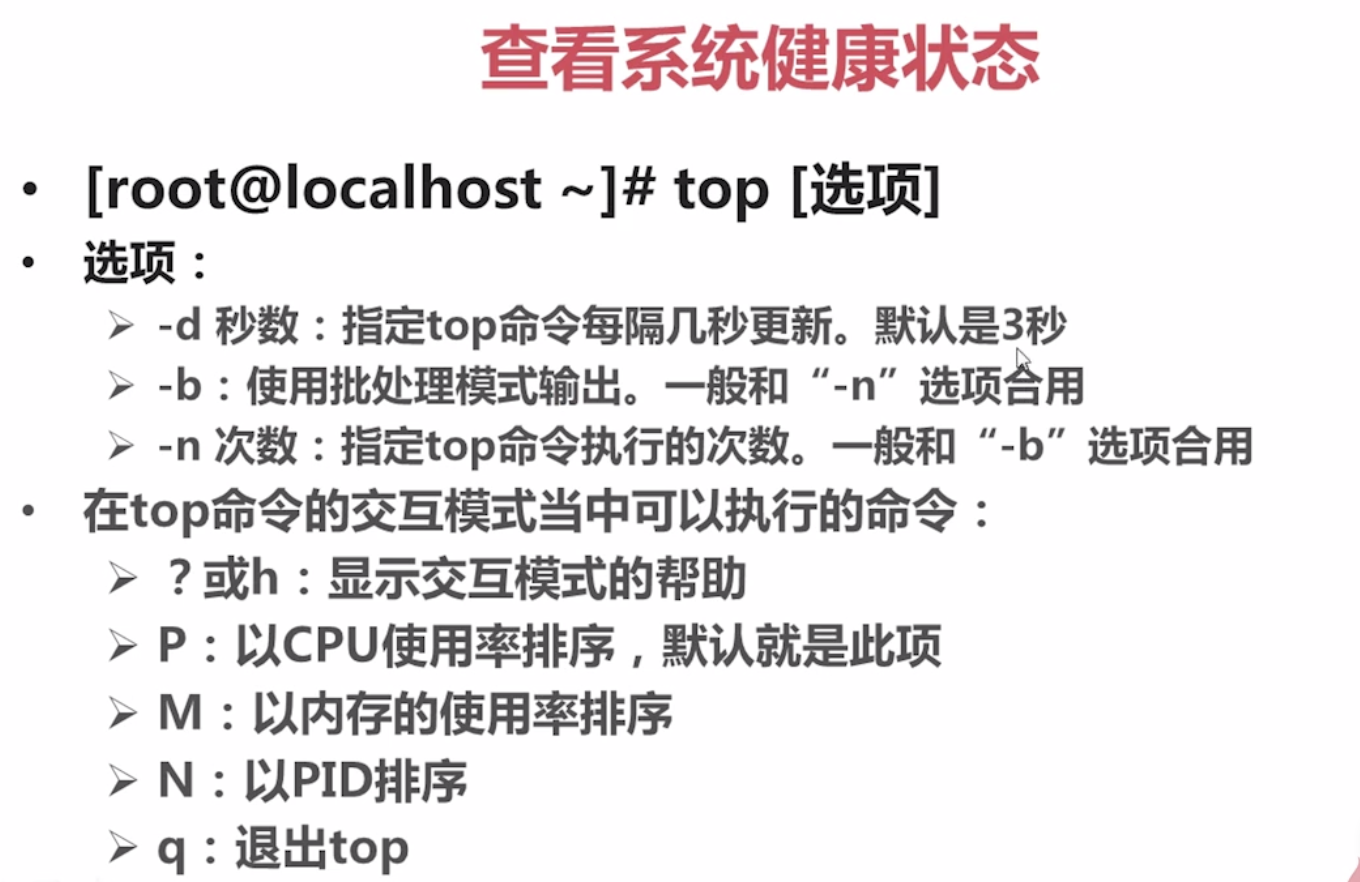 查看系统健康状态
• [root@localhost ~]# top [选项]
• 选项：
➢ -d 秒数：指定top命令每隔几秒更新。默认是3秒
➢ -b：使用批处理模式输出。一般和“-n”选项合用
➢ -n 次数：指定top命令执行的次数。一般和“-b”选项合用
• 在top命令的交互模式当中可以执行的命令：
➢ ？或h：显示交互模式的帮助
➢ P：以CPU使用率排序，默认就是此项
➢ M：以内存的使用率排序
➢ N：以PID排序
➢ q：退出top